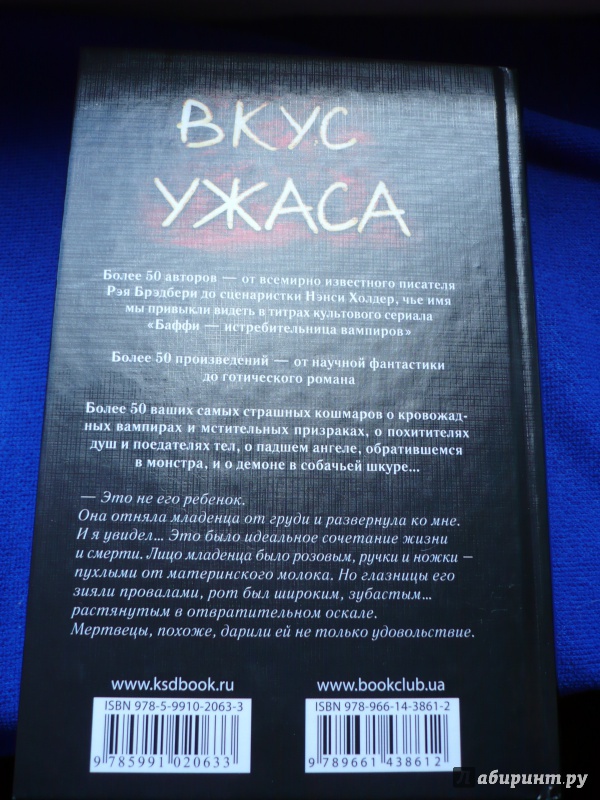 ВКУС
УЖАСА
Более 50 авторов — от всемирно известного писателя
Рэя Брэдбери до сценаристки Нэнси Холдер, чье имя
мы привыкли видеть в титрах культового сериала
«Баффи — истребительница вампиров»
Более 50 произведений — от научной фантастики
до готического романа
Более 50 ваших самых страшных кошмаров о кровожад-
ных вампирах и мстительных призраках, о похитителях
душ и поедателях тел, о падшем ангеле, обратившемся
в монстра, и о демоне в собачьей шкуре...
— Это не его ребенок.
Она отняла младенца от груди и развернула ко мне.
И я увидел... Это было идеальное сочетание жизни
и смерти. Лицо младенца было розовым, ручки и ножки —
пухлыми от материнского молока. Но глазницы его
зияли провалами, рот был широким, зубастым...
растянутым в отвратительном оскале.
Мертвецы, похоже, дарили ей не только удовольствие.
www.ksdbook.ru
www.bookclub.ua
ISBN 978-5-9910-2063-3
ISBN 978-966-14-3861-2
9 785991 020633
9 789661 438612
лабиринт.ру